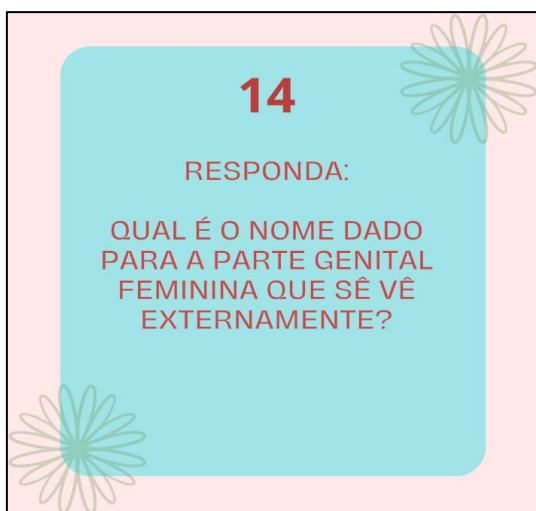 14
RESPONDA:
QUAL É O NOME DADO
PARA A PARTE GENITAL
FEMININA QUE SÊ VÊ
EXTERNAMENTE?